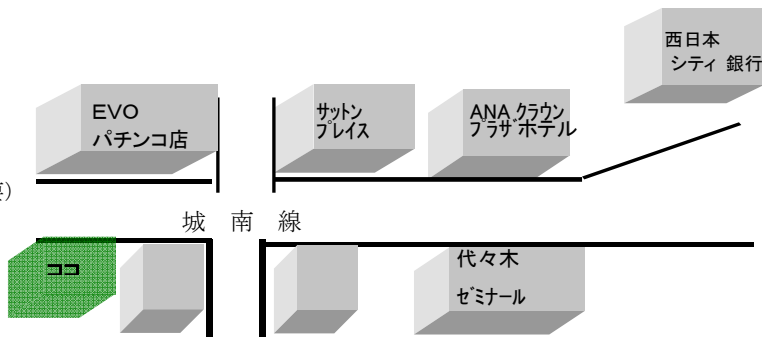 西日本
シティ 銀行
EVO
パチンコ店
サットン
プレイス
ANA クラウン
プラザホテル
)
城 南 線
ココ
代々木
ゼミナール